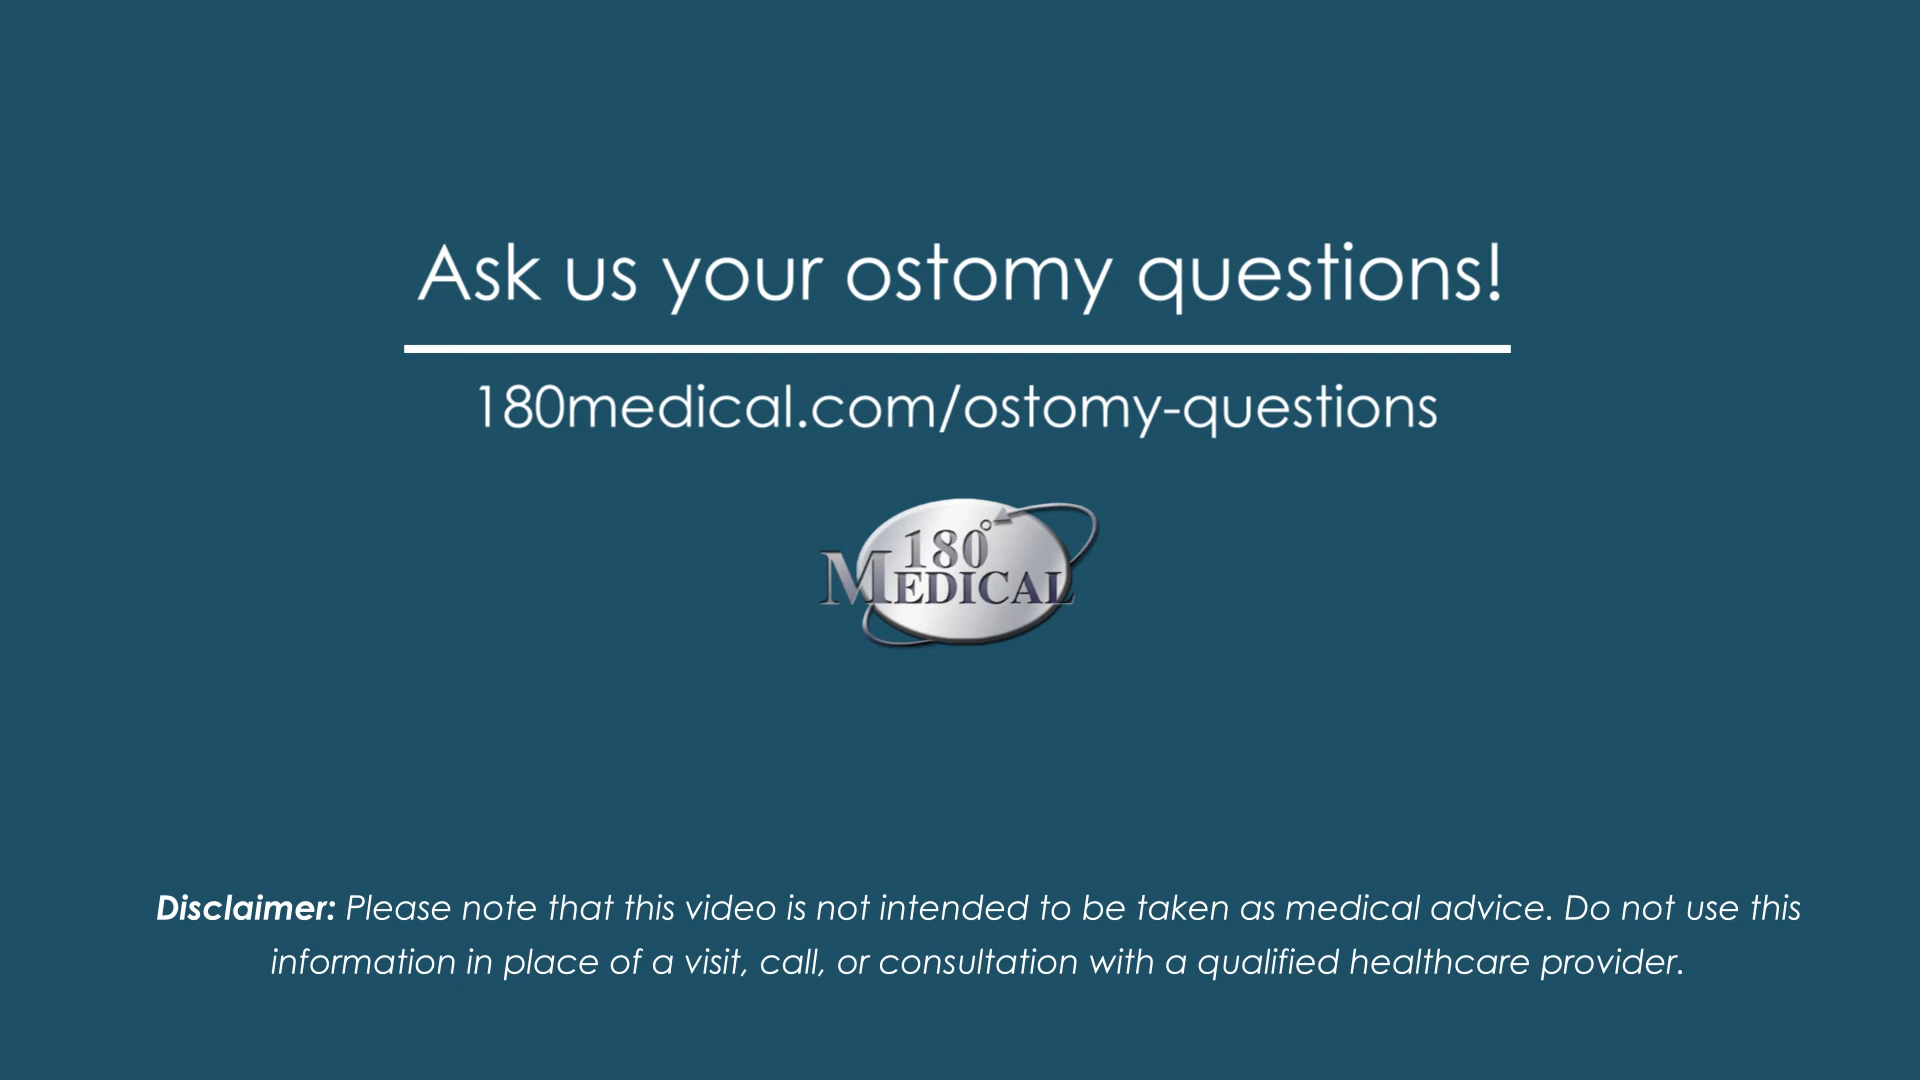 Ask us your ostomy questions!
180medical.com/ostomy-questions
180°
MEDICAL
Disclaimer: Please note that this video is not intended to be taken as medical advice. Do not use this
information in place of a visit, call, or consultation with a qualified healthcare provider.